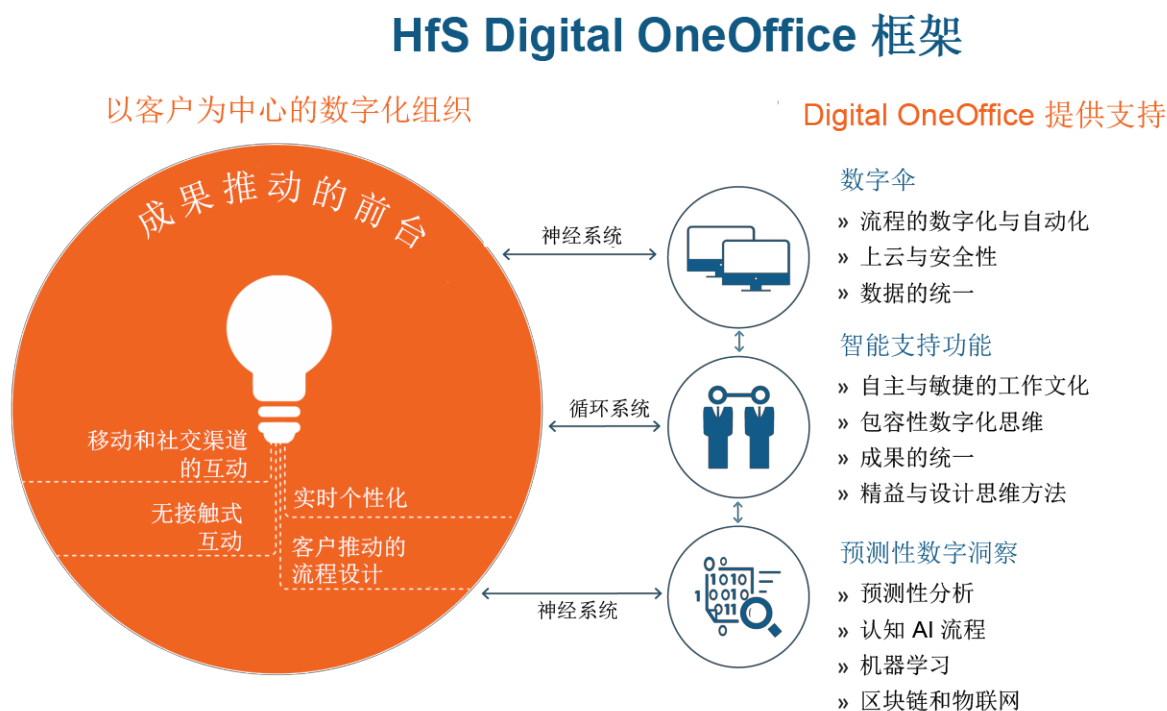 HfS Digital OneOffice 框架
以客户为中心的数字化组织
成果推动的前台
移动和社交渠道
的互动
无接触式
互动
实时个性化
客户推动的
流程设计
神经系统
循环系统
神经系统
1010
1 0010
011
Digital OneOffice 提供支持
数字伞
» 流程的数字化与自动化
» 上云与安全性
» 数据的统一
智能支持功能
» 自主与敏捷的工作文化
» 包容性数字化思维
» 成果的统一
» 精益与设计思维方法
预测性数字洞察
» 预测性分析
» 认知 AI 流程
» 机器学习
» 区块链和物联网